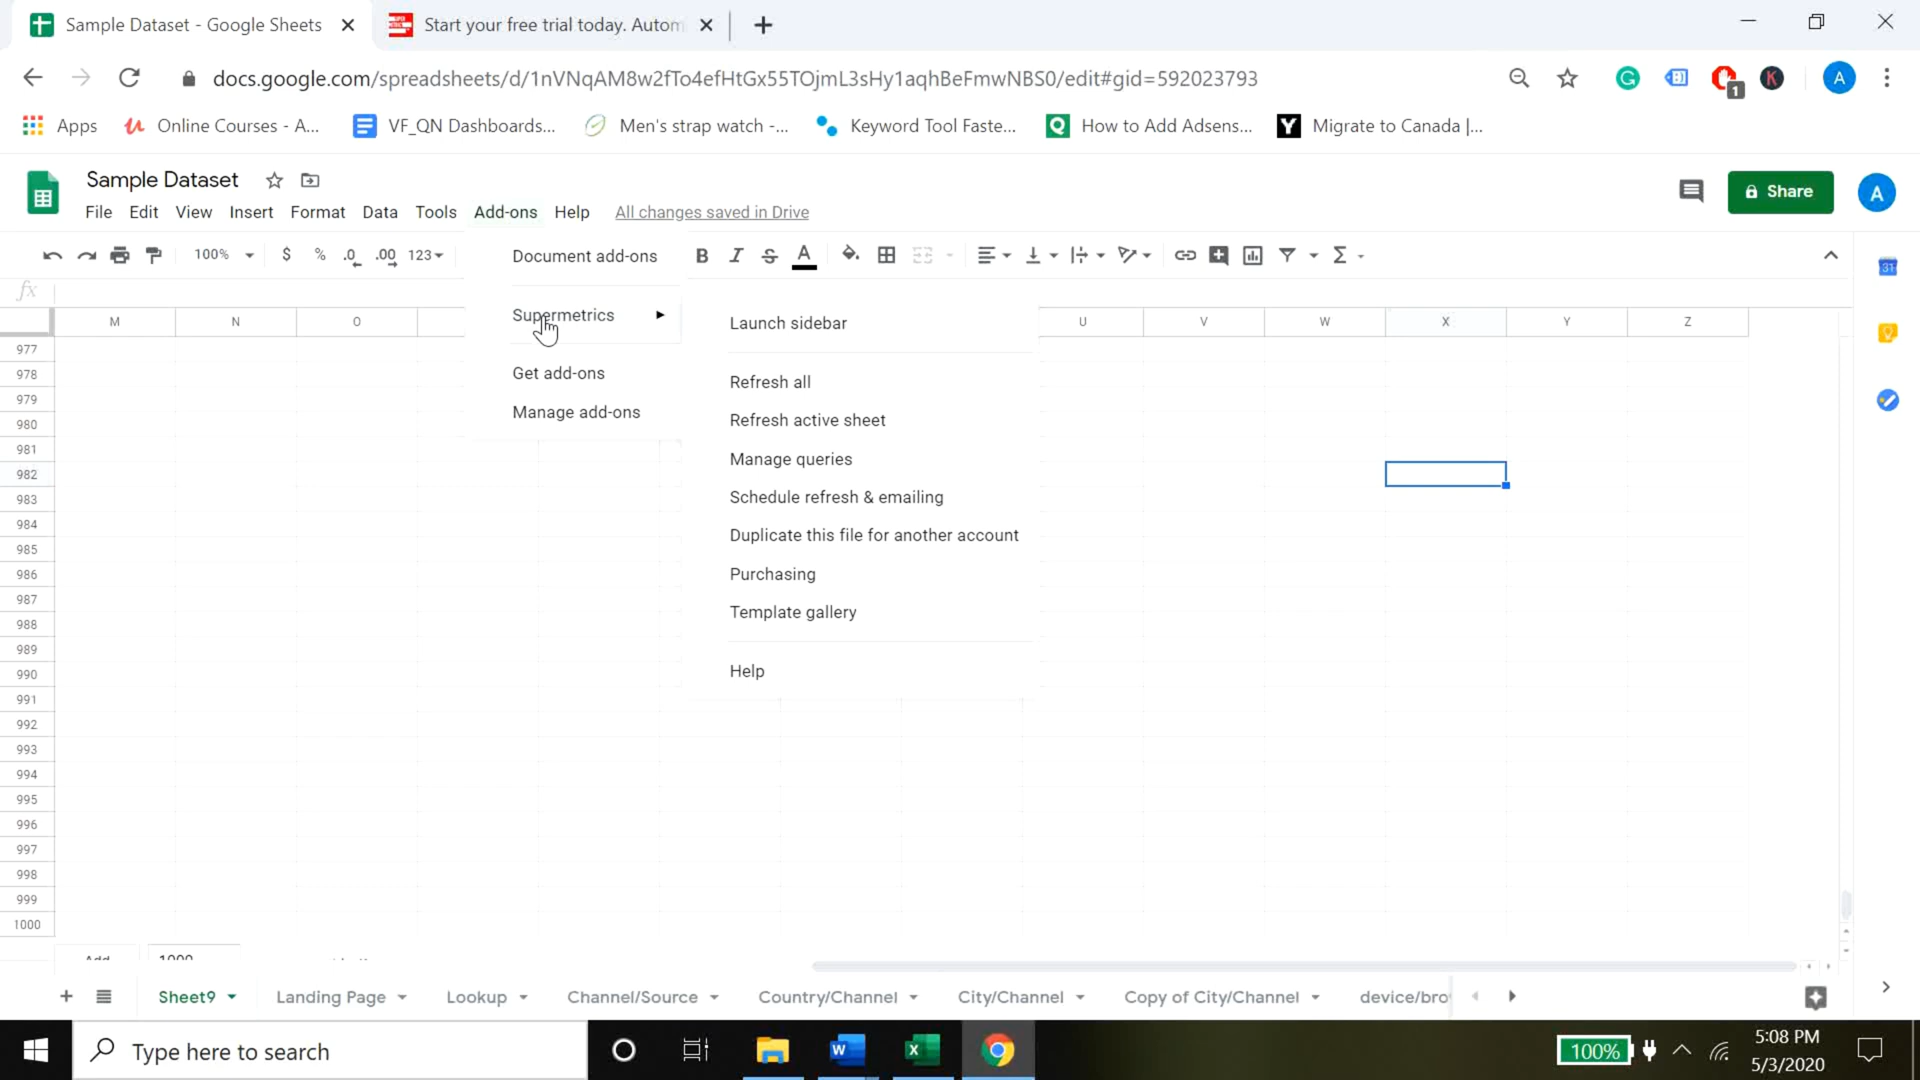 Sample Dataset - Google Sheets
Start your free trial today. Autom
docs.google.com/spreadsheets/d/1nVNqAM8w2fTo4efHtGx55TOjmL3sHy1aqhBeFmwNBS0/edit#gid=592023793
1
A
Apps
Online Courses - A...
VF_QN Dashboards...
Men's strap watch -...
Keyword Tool Faste...
How to Add Adsens...
Migrate to Canada |...
Sample Dataset
Share
A
File Edit View Insert Format Data Tools Add-ons Help All changes saved in Drive
100% $ % .0 .00 123
B I S A
Document add-ons
Supermetrics
Get add-ons
Manage add-ons
Launch sidebar
Refresh all
Refresh active sheet
Manage queries
Schedule refresh & emailing
Duplicate this file for another account
Purchasing
Template gallery
Help
fx
M N O U V W X Y Z
977
978
979
980
981
982
983
984
985
986
987
988
989
990
991
992
993
994
995
996
997
998
999
1000
Add 1000
Sheet9 Landing Page Lookup Channel/Source Country/Channel City/Channel Copy of City/Channel device/bro
Type here to search
100%
5:08 PM
5/3/2020